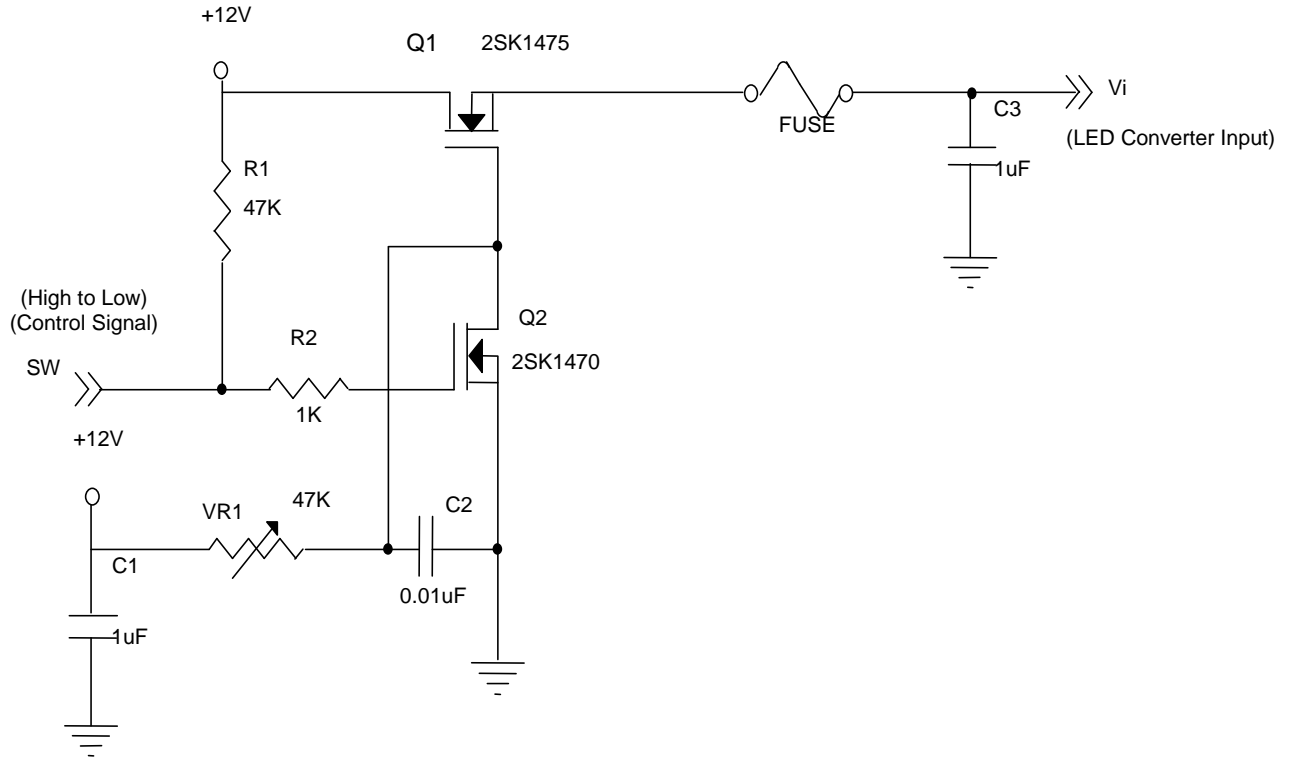 +12V
Q1
2SK1475
Vi
(LED Converter Input)
FUSE
C3
1uF
R1
47K
(High to Low)
(Control Signal)
SW
R2
1K
Q2
2SK1470
+12V
VR1
47K
C2
0.01uF
C1
1uF